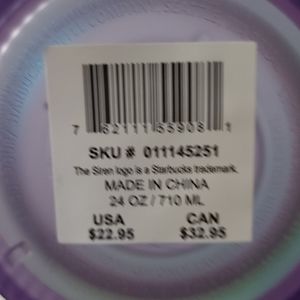 7 62111 55908 1
SKU # 011145251
The Siren logo is a Starbucks trademark.
MADE IN CHINA
24 OZ / 710 ML
USA CAN
$22.95 $32.95